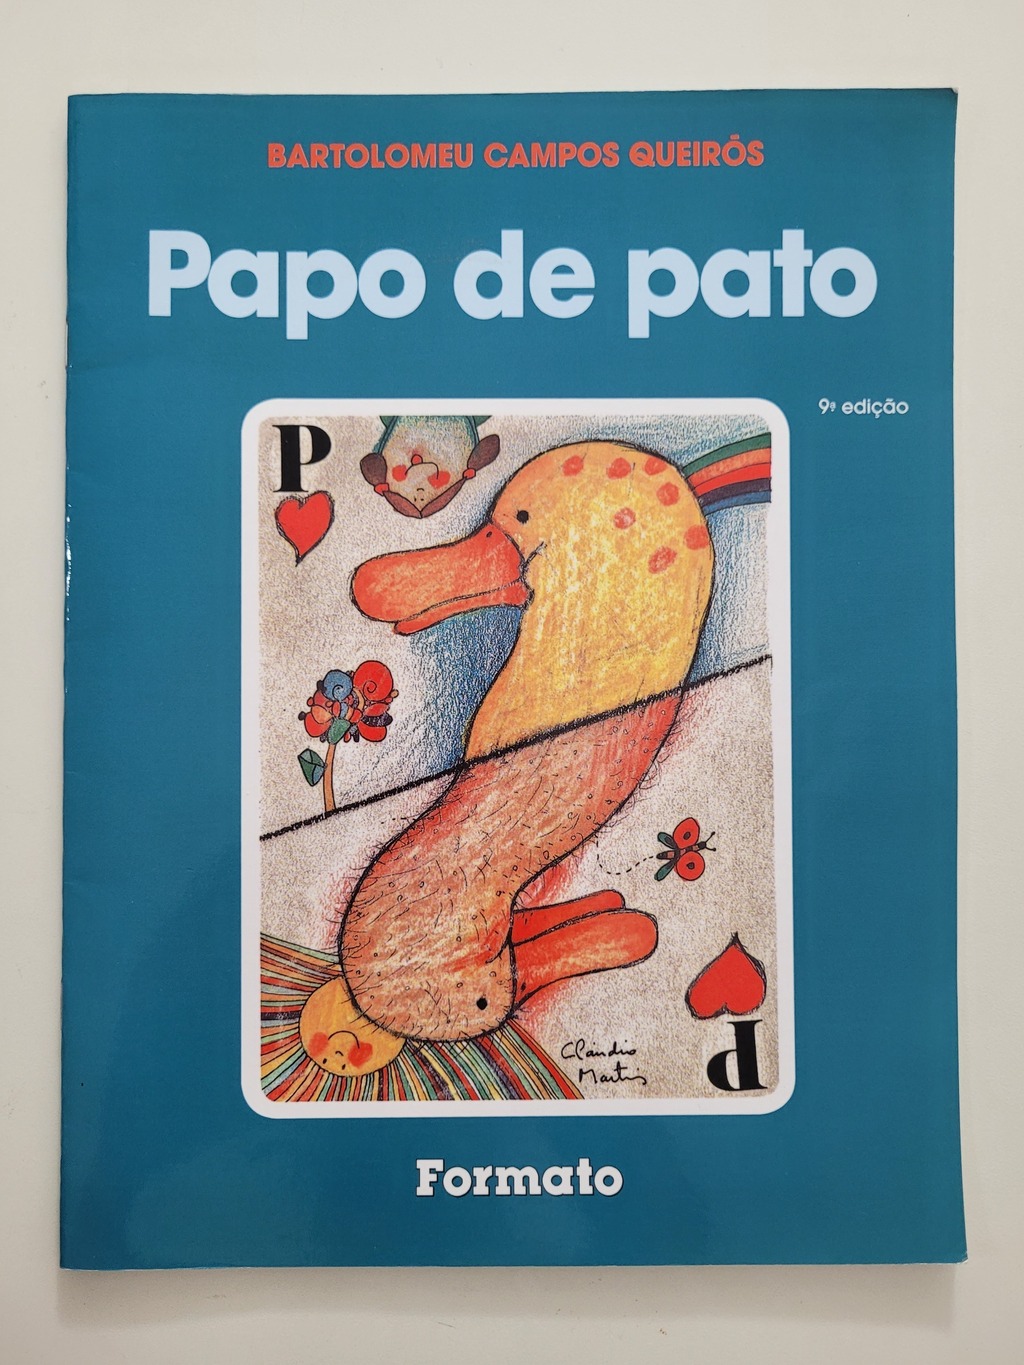 BARTOLOMEU CAMPOS QUEIRÓS
Papo de pato
9ª edição
P
Cláudio
Martins
P
Formato